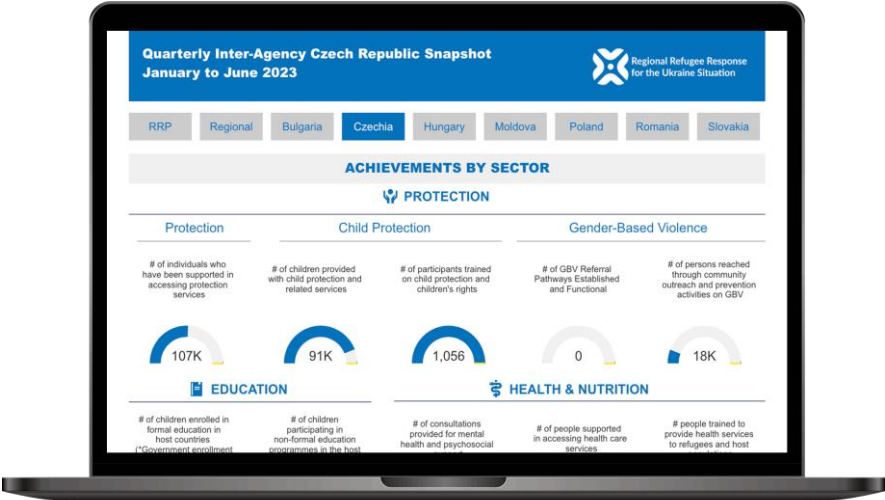 Quarterly Inter-Agency Czech Republic Snapshot
January to June 2023
Regional Refugee Response
for the Ukraine Situation
RRP
Regional
Bulgaria
Czechia
Hungary
Moldova
Poland
Romania
Slovakia
ACHIEVEMENTS BY SECTOR
PROTECTION
Protection
Child Protection
Gender-Based Violence
# of individuals who
have been supported in
accessing protection
services
# of children provided
with child protection and
related services
# of participants trained
on child protection and
children's rights
# of GBV Referral
Pathways Established
and Functional
# of persons reached
through community
outreach and prevention
activities on GBV
107K
91K
1,056
0
18K
EDUCATION
HEALTH & NUTRITION
# of children enrolled in
formal education in
host countries
(*Government enrollment
# of children
participating in
non-formal education
programmes in the host
# of consultations
provided for mental
health and psychosocial
# of people supported
in accessing health care
services
# people trained to
provide health services
to refugees and host